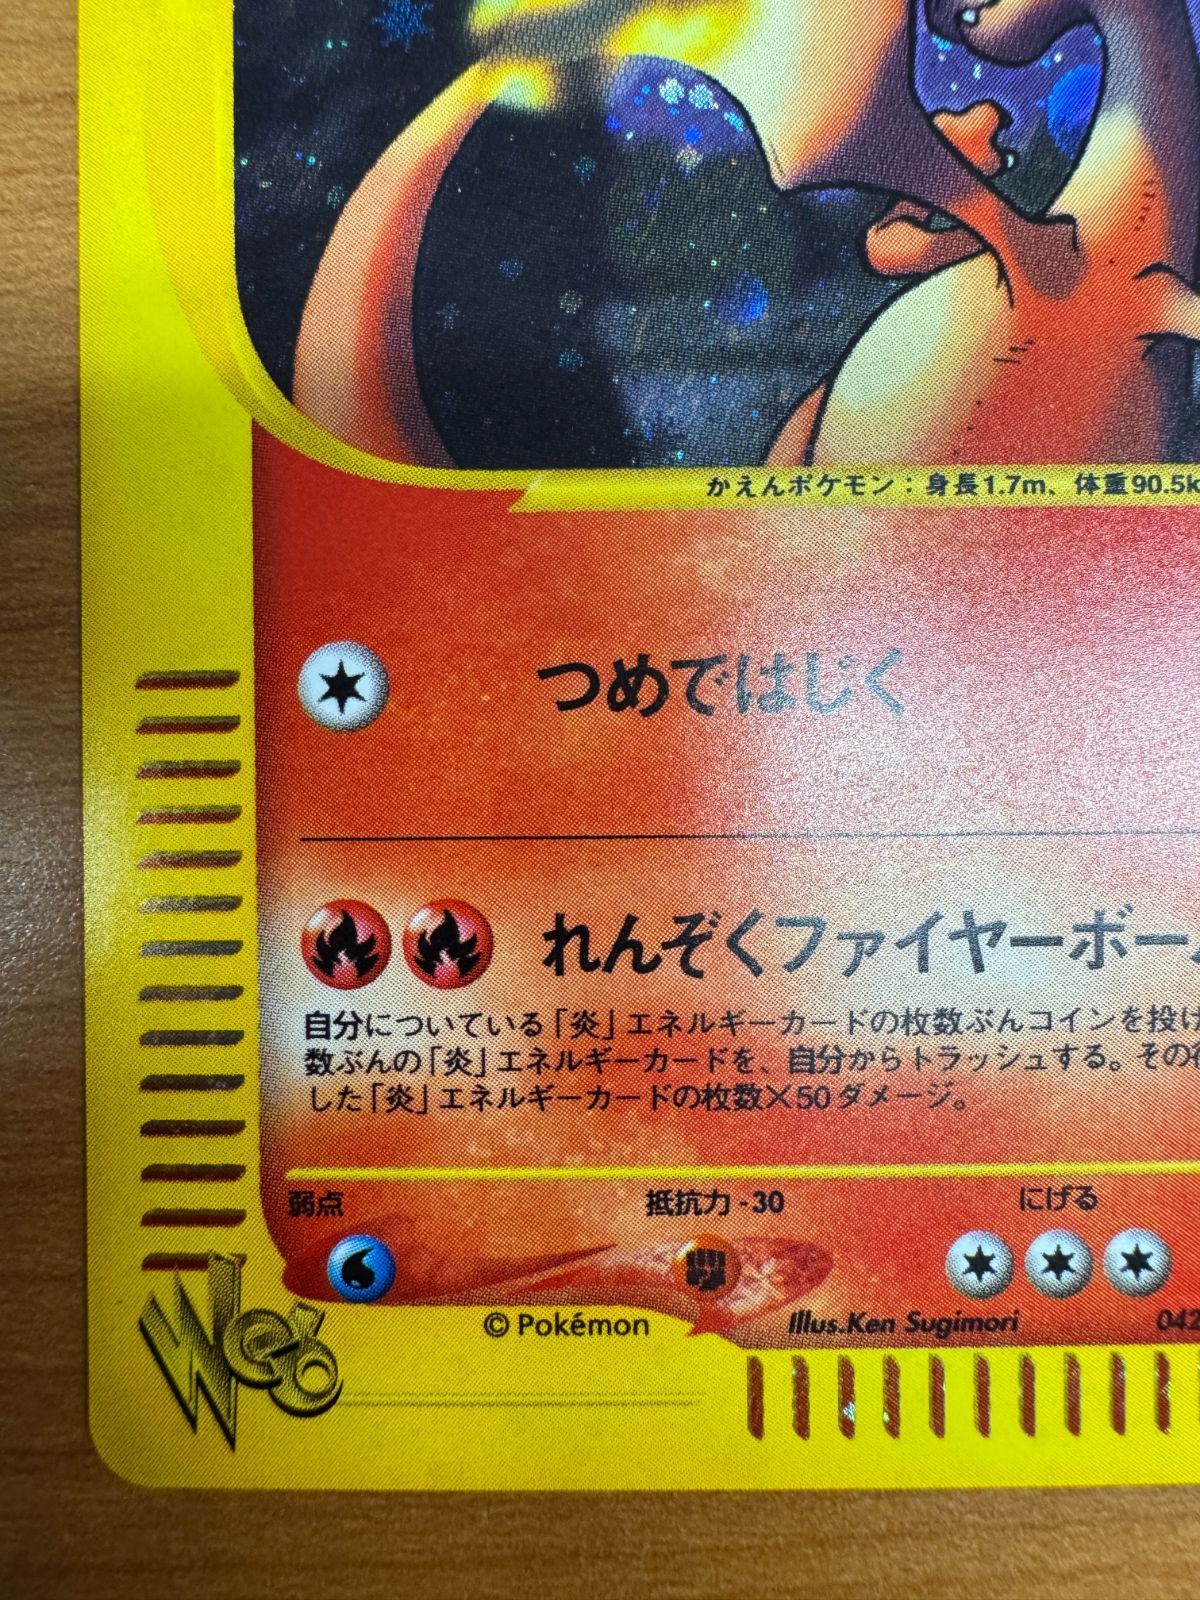 かえんポケモン：身長1.7m、体重90.5k
つめではじく
れんぞくファイヤーボー
自分についている「炎」エネルギーカードの枚数ぶんコインを投げ
数ぶんの「炎」エネルギーカードを、自分からトラッシュする。その
した「炎」エネルギーカードの枚数×50ダメージ。
弱点 抵抗力 -30 にげる
© Pokémon Illus.Ken Sugimori 042
Web